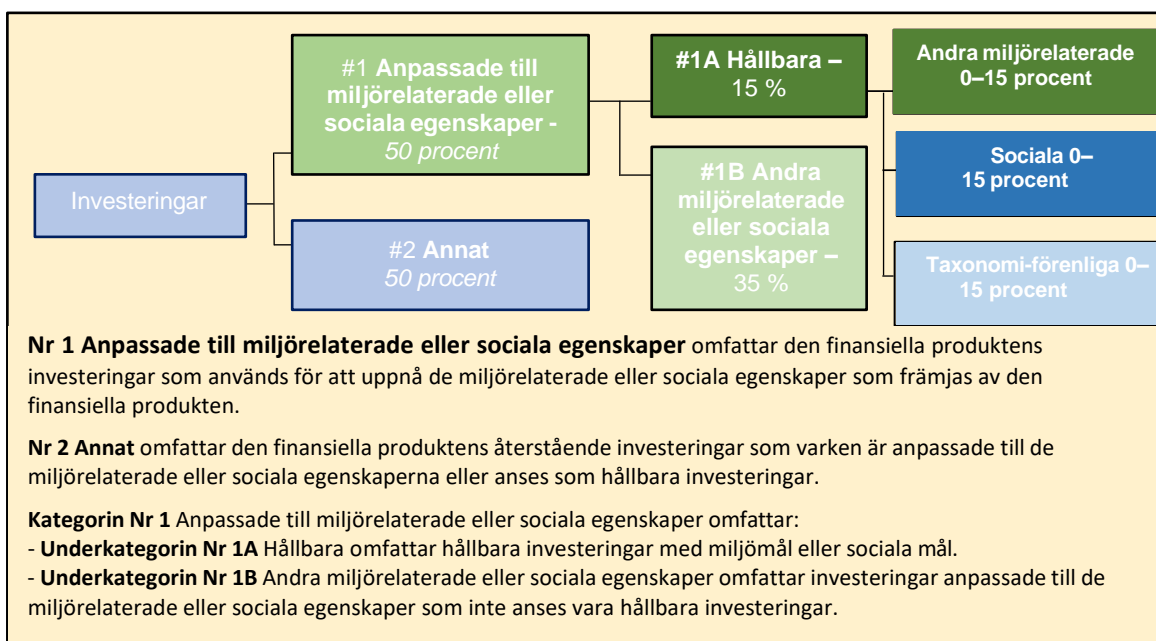 Investeringar
#1 Anpassade till
miljörelaterade eller
sociala egenskaper -
50 procent
#2 Annat
50 procent
#1A Hållbara –
15 %
#1B Andra
miljörelaterade
eller sociala
egenskaper –
35 %
Andra miljörelaterade
0–15 procent
Sociala 0–
15 procent
Taxonomi-förenliga 0–
15 procent
Nr 1 Anpassade till miljörelaterade eller sociala egenskaper omfattar den finansiella produktens
investeringar som används för att uppnå de miljörelaterade eller sociala egenskaper som främjas av den
finansiella produkten.
Nr 2 Annat omfattar den finansiella produktens återstående investeringar som varken är anpassade till de
miljörelaterade eller sociala egenskaperna eller anses som hållbara investeringar.
Kategorin Nr 1 Anpassade till miljörelaterade eller sociala egenskaper omfattar:
- Underkategorin Nr 1A Hållbara omfattar hållbara investeringar med miljömål eller sociala mål.
- Underkategorin Nr 1B Andra miljörelaterade eller sociala egenskaper omfattar investeringar anpassade till de
miljörelaterade eller sociala egenskaper som inte anses vara hållbara investeringar.